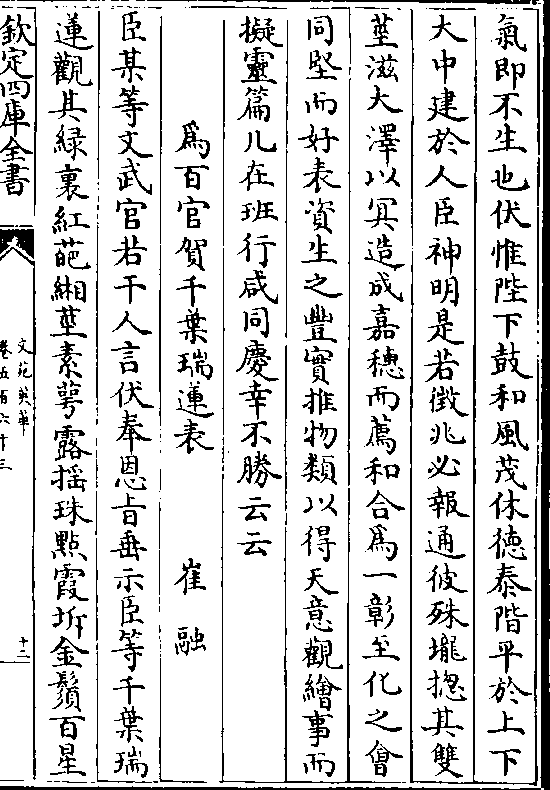 氣即不生也伏惟陛下鼓和風茂休徳泰階平於上下
大中建於人臣神明是若徴兆必報通彼殊壠揔其雙
莖滋大澤以冥造成嘉穗而薦和合為一彰至化之㑹
同堅而好表資生之豐實推物類以得天意觀繪事而
擬靈篇凡在班行咸同慶幸不勝云云
為百官賀千葉瑞蓮表 崔融
臣某等文武官若干人言伏奉恩㫖垂示臣等千葉瑞
蓮觀其緑裏紅葩緗莖素萼露揺珠㸃霞坼金鬚百星
欽定四庫全書
文苑英華
卷五百六十三
十二